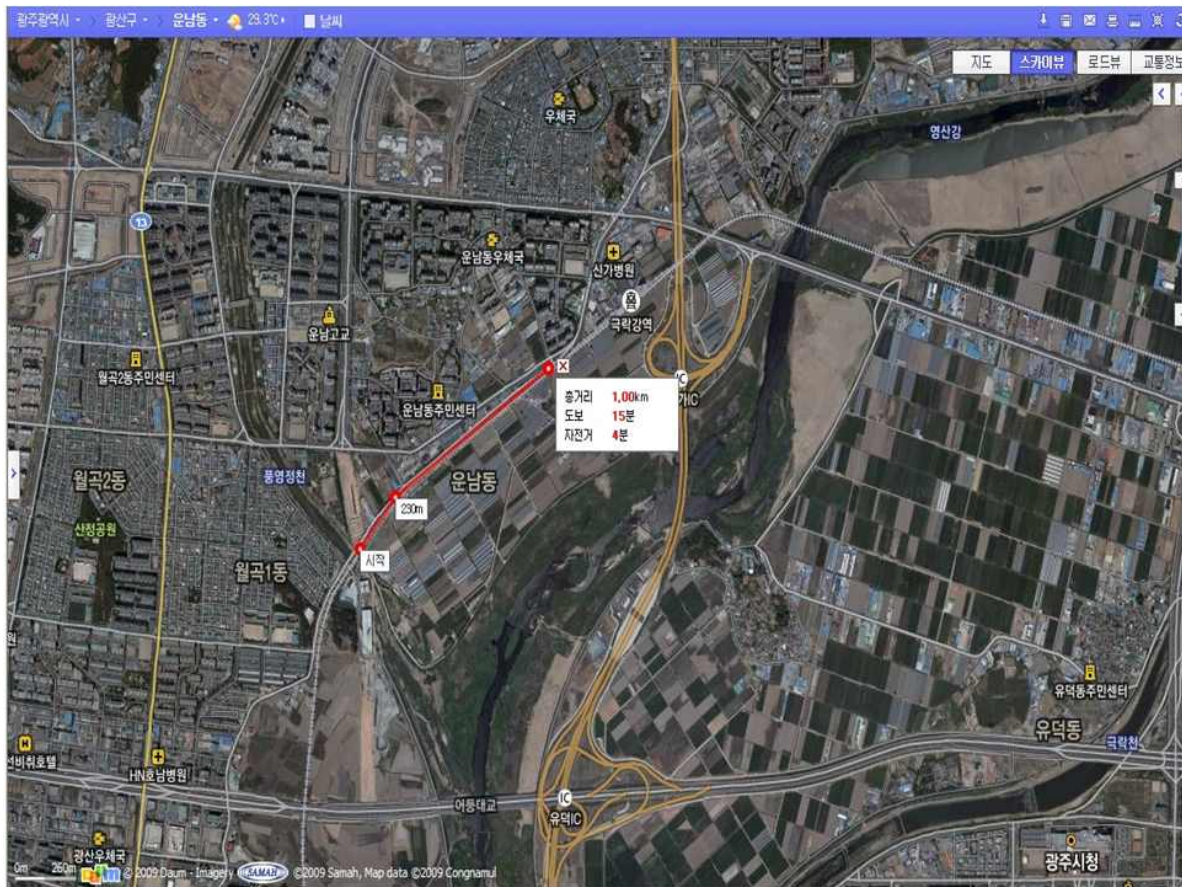 광주광역시 광산구 운남동 29.3℃ 날씨
지도 스카이뷰 로드뷰 교통정보
우체국
영산강
13
운남동우체국
신가병원
운남고교
극락강역
월곡2동주민센터
IC
총거리 1,00km
도보 15분
자전거 4분
운남동주민센터
월곡2동
풍영정천
운남동
230m
산정공원
시작
월곡1동
유덕동주민센터
유덕동
극락천
HN호남병원
어등대교
IC
유덕IC
광산우체국
광주시청
0m 260m
© 2009 Daum - Imagery SAMAH ©2009 Samah, Map data ©2009 Congnamul